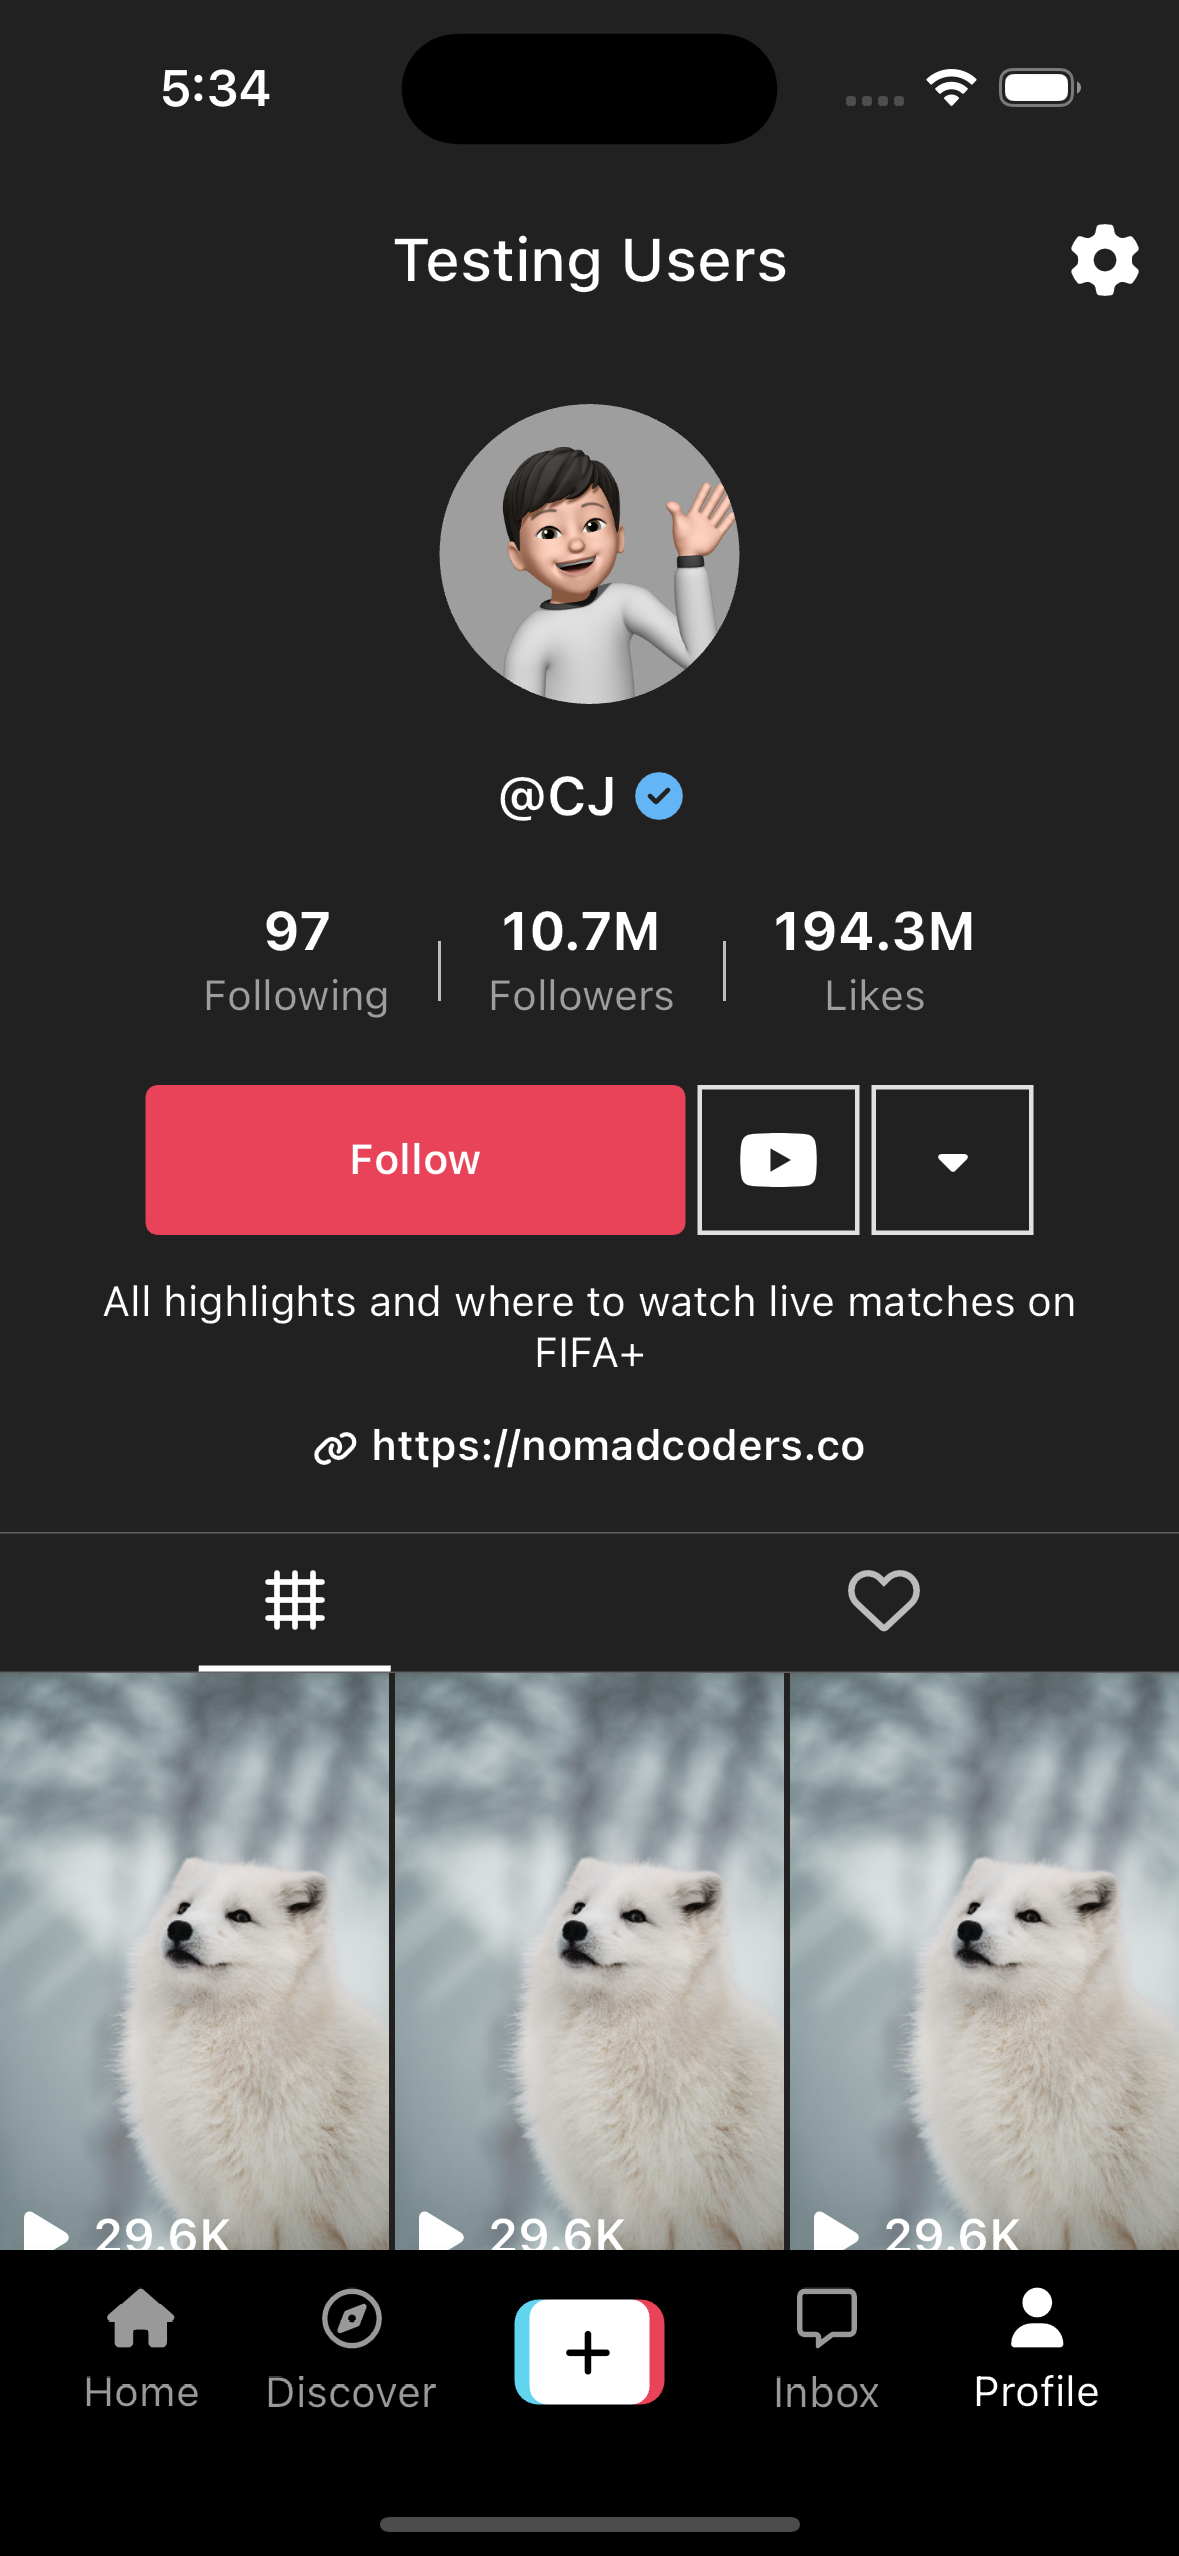 5:34
Testing Users
@CJ
97
10.7M
194.3M
Following
Followers
Likes
Follow
All highlights and where to watch live matches on
FIFA+
https://nomadcoders.co
29.6K
29.6K
29.6K
Home
Discover
Inbox
Profile